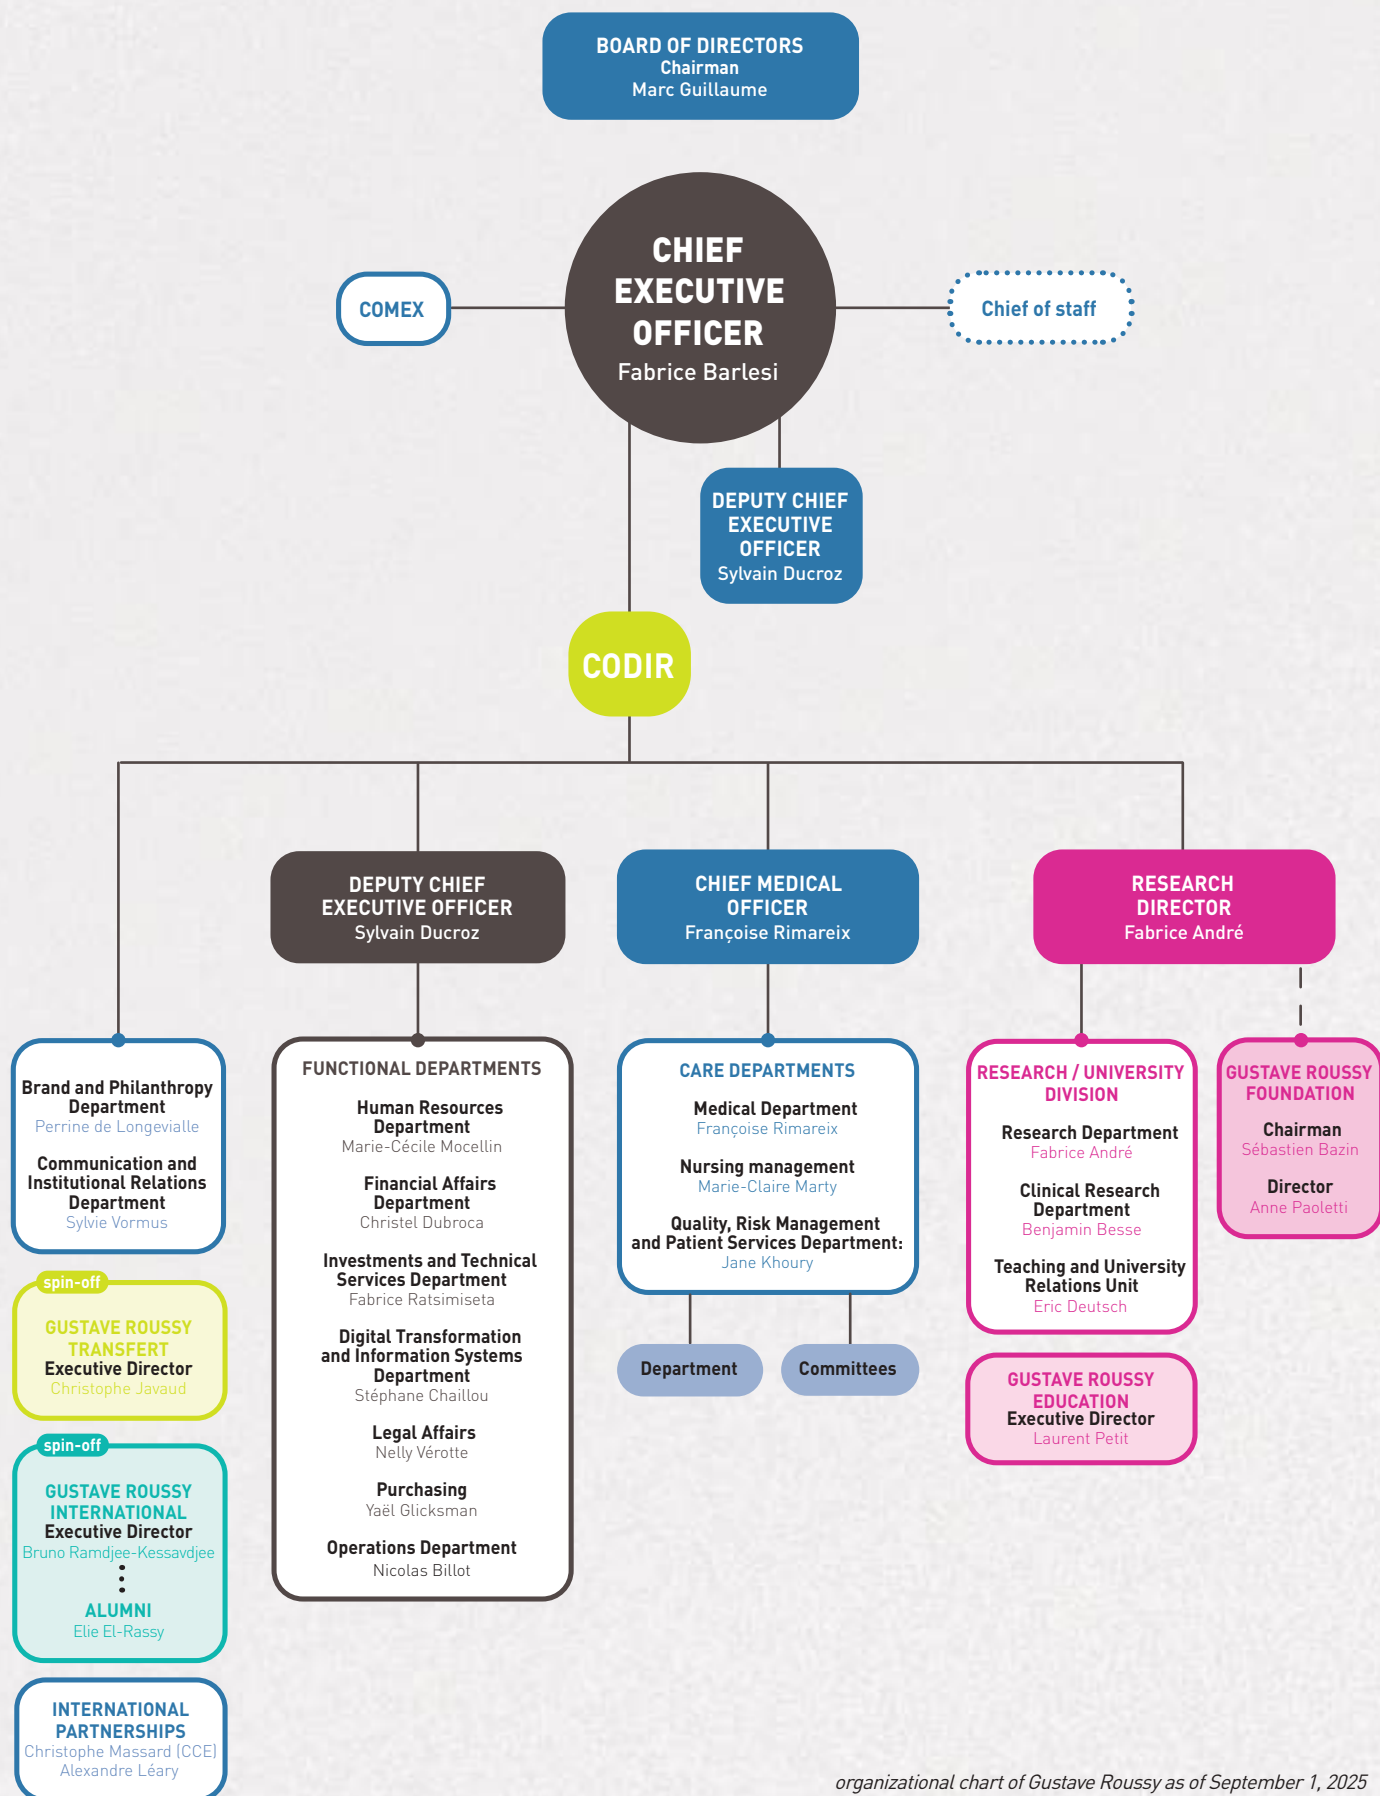 BOARD OF DIRECTORS
Chairman
Marc Guillaume
CHIEF
EXECUTIVE
OFFICER
Fabrice Barlesi
COMEX
Chief of staff
DEPUTY CHIEF
EXECUTIVE
OFFICER
Sylvain Ducroz
CODIR
DEPUTY CHIEF
EXECUTIVE OFFICER
Sylvain Ducroz
CHIEF MEDICAL
OFFICER
Françoise Rimareix
RESEARCH
DIRECTOR
Fabrice André
Brand and Philanthropy
Department
Perrine de Longevialle
Communication and
Institutional Relations
Department
Sylvie Vormus
spin-off
GUSTAVE ROUSSY
TRANSFERT
Executive Director
Christophe Javaud
spin-off
GUSTAVE ROUSSY
INTERNATIONAL
Executive Director
Bruno Ramdjee-Kessavdjee
ALUMNI
Elie El-Rassy
INTERNATIONAL
PARTNERSHIPS
Christophe Massard (CCE)
Alexandre Léary
FUNCTIONAL DEPARTMENTS
Human Resources
Department
Marie-Cécile Mocellin
Financial Affairs
Department
Christel Dubroca
Investments and Technical
Services Department
Fabrice Ratsimiseta
Digital Transformation
and Information Systems
Department
Stéphane Chaillou
Legal Affairs
Nelly Vérotte
Purchasing
Yaël Glicksman
Operations Department
Nicolas Billot
CARE DEPARTMENTS
Medical Department
Françoise Rimareix
Nursing management
Marie-Claire Marty
Quality, Risk Management
and Patient Services Department:
Jane Khoury
Department
Committees
RESEARCH / UNIVERSITY
DIVISION
Research Department
Fabrice André
Clinical Research
Department
Benjamin Besse
Teaching and University
Relations Unit
Eric Deutsch
GUSTAVE ROUSSY
EDUCATION
Executive Director
Laurent Petit
GUSTAVE ROUSSY
FOUNDATION
Chairman
Sébastien Bazin
Director
Anne Paoletti
organizational chart of Gustave Roussy as of September 1, 2025